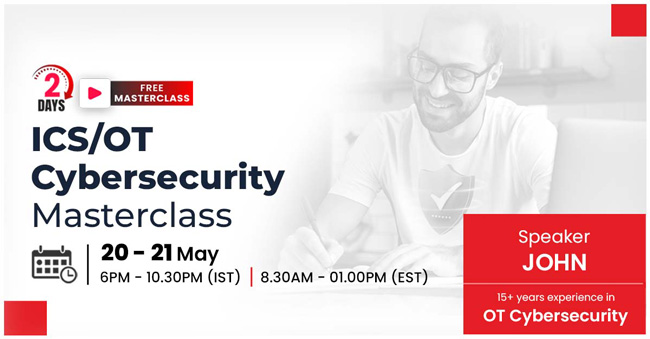 2
DAYS
FREE
MASTERCLASS
ICS/OT
Cybersecurity
Masterclass
20 - 21 May
6PM - 10.30PM (IST) | 8.30AM - 01.00PM (EST)
Speaker
JOHN
15+ years experience in
OT Cybersecurity